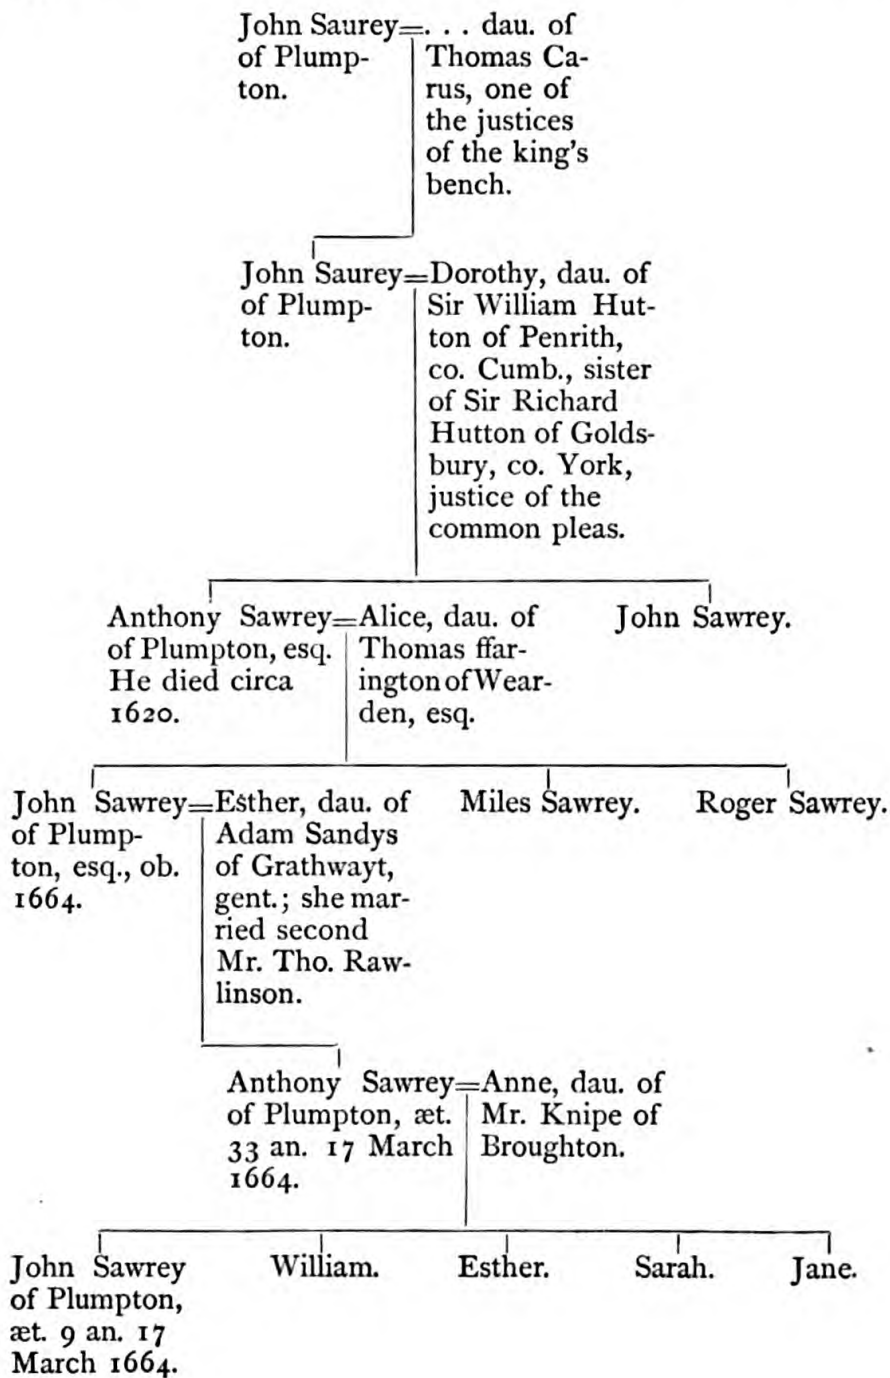 John Saurey=. . . dau. of
of Plump-
ton.
Thomas Ca-
rus, one of
the justices
of the king's
bench.
John Saurey=Dorothy, dau. of
of Plump-
ton.
Sir William Hut-
ton of Penrith,
co. Cumb., sister
of Sir Richard
Hutton of Golds-
bury, co. York,
justice of the
common pleas.
Anthony Sawrey=Alice, dau. of
of Plumpton, esq.
He died circa
1620.
Thomas ffar-
ington of Wear-
den, esq.
John Sawrey.
John Sawrey=Esther, dau. of
of Plump-
ton, esq., ob.
1664.
Adam Sandys
of Grathwayt,
gent.; she mar-
ried second
Mr. Tho. Raw-
linson.
Miles Sawrey.
Roger Sawrey.
Anthony Sawrey=Anne, dau. of
of Plumpton, æt.
33 an. 17 March
1664.
Mr. Knipe of
Broughton.
John Sawrey
of Plumpton,
æt. 9 an. 17
March 1664.
William.
Esther.
Sarah.
Jane.